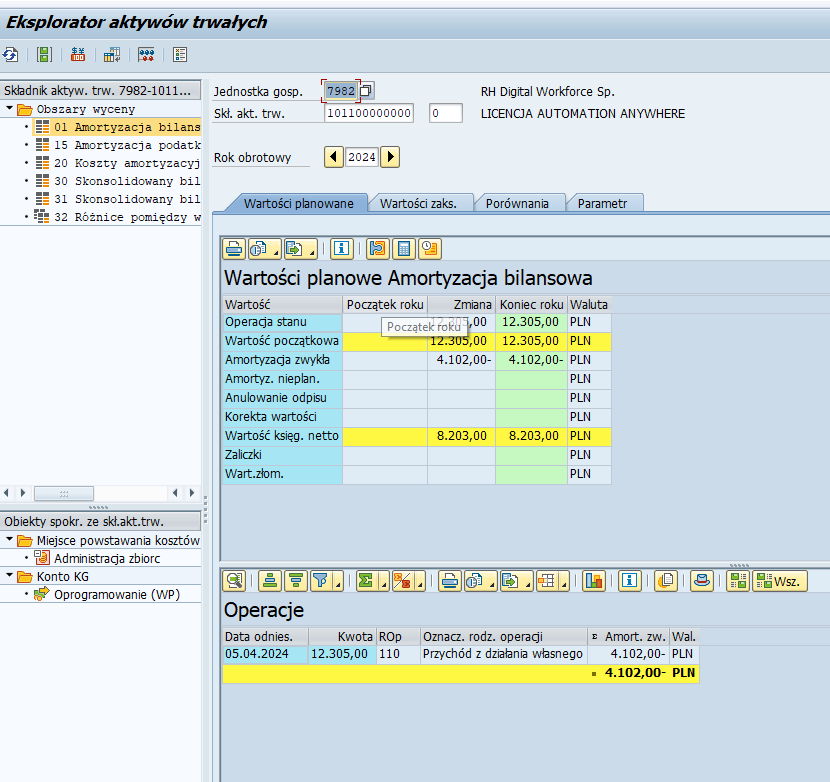 Eksplorator aktywów trwałych
Składnik aktyw. trw. 7982-1011...
Obszary wyceny
01 Amortyzacja bilans
15 Amortyzacja podatk
20 Koszty amortyzacyj
30 Skonsolidowany bil
31 Skonsolidowany bil
32 Różnice pomiędzy w
Obiekty spokr. ze skł.akt.trw.
Miejsce powstawania kosztów
Administracja zbiorc
Konto KG
Oprogramowanie (WP)
Jednostka gosp. 7982 RH Digital Workforce Sp.
Skł. akt. trw. 101100000000 0 LICENCJA AUTOMATION ANYWHERE
Rok obrotowy 2024
Wartości planowane Wartości zaks. Porównania Parametr
Wartości planowe Amortyzacja bilansowa
Wartość Początek roku Zmiana Koniec roku Waluta
Operacja stanu 12.305,00 12.305,00 PLN
Początek roku
Wartość początkowa 12.305,00 12.305,00 PLN
Amortyzacja zwykła 4.102,00- 4.102,00- PLN
Amortyz. nieplan. PLN
Anulowanie odpisu PLN
Korekta wartości PLN
Wartość księg. netto 8.203,00 8.203,00 PLN
Zaliczki PLN
Wart.złom. PLN
Wsz.
Operacje
Data odnies. Kwota ROp Oznacz. rodz. operacji Σ Amort. zw. Wal.
05.04.2024 12.305,00 110 Przychód z działania własnego 4.102,00- PLN
4.102,00- PLN